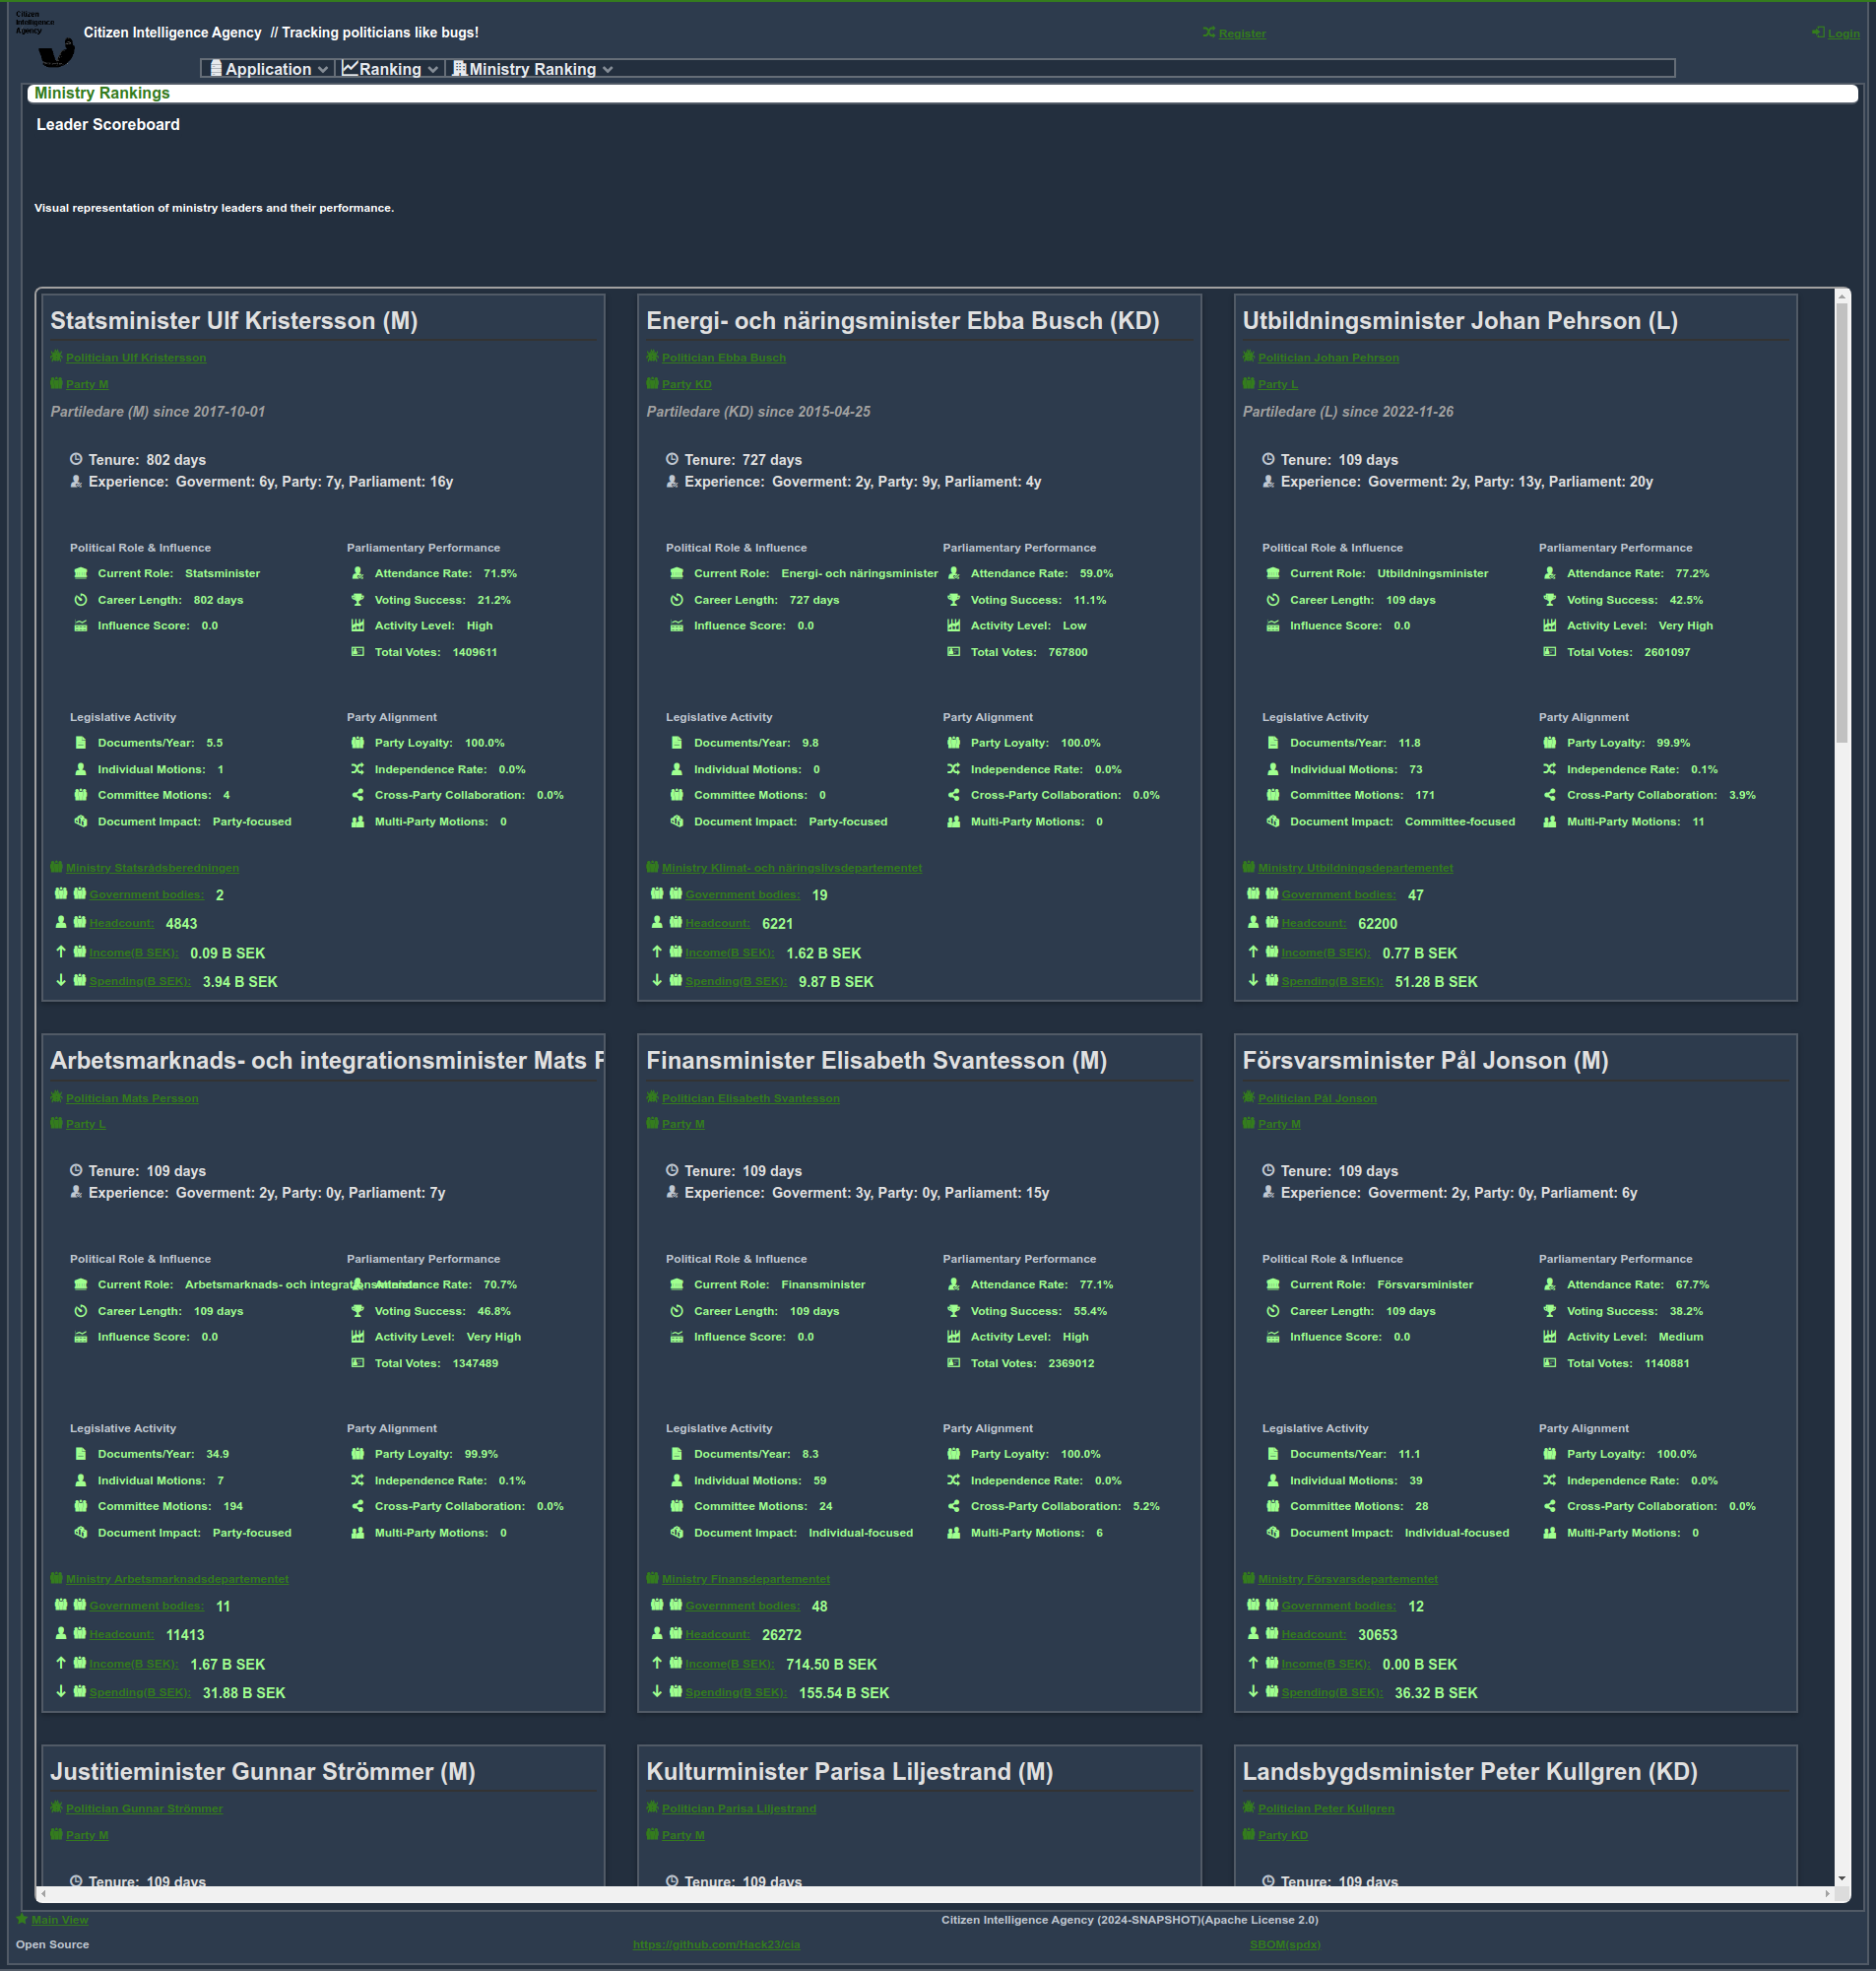 Citizen
Intelligence
Agency
Citizen Intelligence Agency // Tracking politicians like bugs!
Register
Login
Application Ranking Ministry Ranking
Ministry Rankings
Leader Scoreboard
Visual representation of ministry leaders and their performance.
Statsminister Ulf Kristersson (M)
Politician Ulf Kristersson
Party M
Partiledare (M) since 2017-10-01
Tenure: 802 days
Experience: Goverment: 6y, Party: 7y, Parliament: 16y
Political Role & Influence
Current Role: Statsminister
Career Length: 802 days
Influence Score: 0.0
Parliamentary Performance
Attendance Rate: 71.5%
Voting Success: 21.2%
Activity Level: High
Total Votes: 1409611
Legislative Activity
Documents/Year: 5.5
Individual Motions: 1
Committee Motions: 4
Document Impact: Party-focused
Party Alignment
Party Loyalty: 100.0%
Independence Rate: 0.0%
Cross-Party Collaboration: 0.0%
Multi-Party Motions: 0
Ministry Statsrådsberedningen
Government bodies: 2
Headcount: 4843
Income(B SEK): 0.09 B SEK
Spending(B SEK): 3.94 B SEK
Energi- och näringsminister Ebba Busch (KD)
Politician Ebba Busch
Party KD
Partiledare (KD) since 2015-04-25
Tenure: 727 days
Experience: Goverment: 2y, Party: 9y, Parliament: 4y
Political Role & Influence
Current Role: Energi- och näringsminister
Career Length: 727 days
Influence Score: 0.0
Parliamentary Performance
Attendance Rate: 59.0%
Voting Success: 11.1%
Activity Level: Low
Total Votes: 767800
Legislative Activity
Documents/Year: 9.8
Individual Motions: 0
Committee Motions: 0
Document Impact: Party-focused
Party Alignment
Party Loyalty: 100.0%
Independence Rate: 0.0%
Cross-Party Collaboration: 0.0%
Multi-Party Motions: 0
Ministry Klimat- och näringslivsdepartementet
Government bodies: 19
Headcount: 6221
Income(B SEK): 1.62 B SEK
Spending(B SEK): 9.87 B SEK
Utbildningsminister Johan Pehrson (L)
Politician Johan Pehrson
Party L
Partiledare (L) since 2022-11-26
Tenure: 109 days
Experience: Goverment: 2y, Party: 13y, Parliament: 20y
Political Role & Influence
Current Role: Utbildningsminister
Career Length: 109 days
Influence Score: 0.0
Parliamentary Performance
Attendance Rate: 77.2%
Voting Success: 42.5%
Activity Level: Very High
Total Votes: 2601097
Legislative Activity
Documents/Year: 11.8
Individual Motions: 73
Committee Motions: 171
Document Impact: Committee-focused
Party Alignment
Party Loyalty: 99.9%
Independence Rate: 0.1%
Cross-Party Collaboration: 3.9%
Multi-Party Motions: 11
Ministry Utbildningsdepartementet
Government bodies: 47
Headcount: 62200
Income(B SEK): 0.77 B SEK
Spending(B SEK): 51.28 B SEK
Arbetsmarknads- och integrationsminister Mats
Politician Mats Persson
Party L
Tenure: 109 days
Experience: Goverment: 2y, Party: 0y, Parliament: 7y
Political Role & Influence
Current Role: Arbetsmarknads- och
Career Length: 109 days
Influence Score: 0.0
Parliamentary Performance
Attendance Rate: 70.7%
Voting Success: 46.8%
Activity Level: Very High
Total Votes: 1347489
Legislative Activity
Documents/Year: 34.9
Individual Motions: 7
Committee Motions: 194
Document Impact: Party-focused
Party Alignment
Party Loyalty: 99.9%
Independence Rate: 0.1%
Cross-Party Collaboration: 0.0%
Multi-Party Motions: 0
Ministry Arbetsmarknadsdepartementet
Government bodies: 11
Headcount: 11413
Income(B SEK): 1.67 B SEK
Spending(B SEK): 31.88 B SEK
Finansminister Elisabeth Svantesson (M)
Politician Elisabeth Svantesson
Party M
Tenure: 109 days
Experience: Goverment: 3y, Party: 0y, Parliament: 15y
Political Role & Influence
Current Role: Finansminister
Career Length: 109 days
Influence Score: 0.0
Parliamentary Performance
Attendance Rate: 77.1%
Voting Success: 55.4%
Activity Level: High
Total Votes: 2369012
Legislative Activity
Documents/Year: 8.3
Individual Motions: 59
Committee Motions: 24
Document Impact: Individual-focused
Party Alignment
Party Loyalty: 100.0%
Independence Rate: 0.0%
Cross-Party Collaboration: 5.2%
Multi-Party Motions: 6
Ministry Finansdepartementet
Government bodies: 48
Headcount: 26272
Income(B SEK): 714.50 B SEK
Spending(B SEK): 155.54 B SEK
Försvarsminister Pål Jonson (M)
Politician Pål Jonson
Party M
Tenure: 109 days
Experience: Goverment: 2y, Party: 0y, Parliament: 6y
Political Role & Influence
Current Role: Försvarsminister
Career Length: 109 days
Influence Score: 0.0
Parliamentary Performance
Attendance Rate: 67.7%
Voting Success: 38.2%
Activity Level: Medium
Total Votes: 1140881
Legislative Activity
Documents/Year: 11.1
Individual Motions: 39
Committee Motions: 28
Document Impact: Individual-focused
Party Alignment
Party Loyalty: 100.0%
Independence Rate: 0.0%
Cross-Party Collaboration: 0.0%
Multi-Party Motions: 0
Ministry Försvarsdepartementet
Government bodies: 12
Headcount: 30653
Income(B SEK): 0.00 B SEK
Spending(B SEK): 36.32 B SEK
Justitieminister Gunnar Strömmer (M)
Politician Gunnar Strömmer
Party M
Tenure: 109 days
Kulturminister Parisa Liljestrand (M)
Politician Parisa Liljestrand
Party M
Tenure: 109 days
Landsbygdsminister Peter Kullgren (KD)
Politician Peter Kullgren
Party KD
Tenure: 109 days
Main View
Citizen Intelligence Agency (2024-SNAPSHOT)(Apache License 2.0)
Open Source
https://github.com/Hack23/cia
SBOM(spdx)